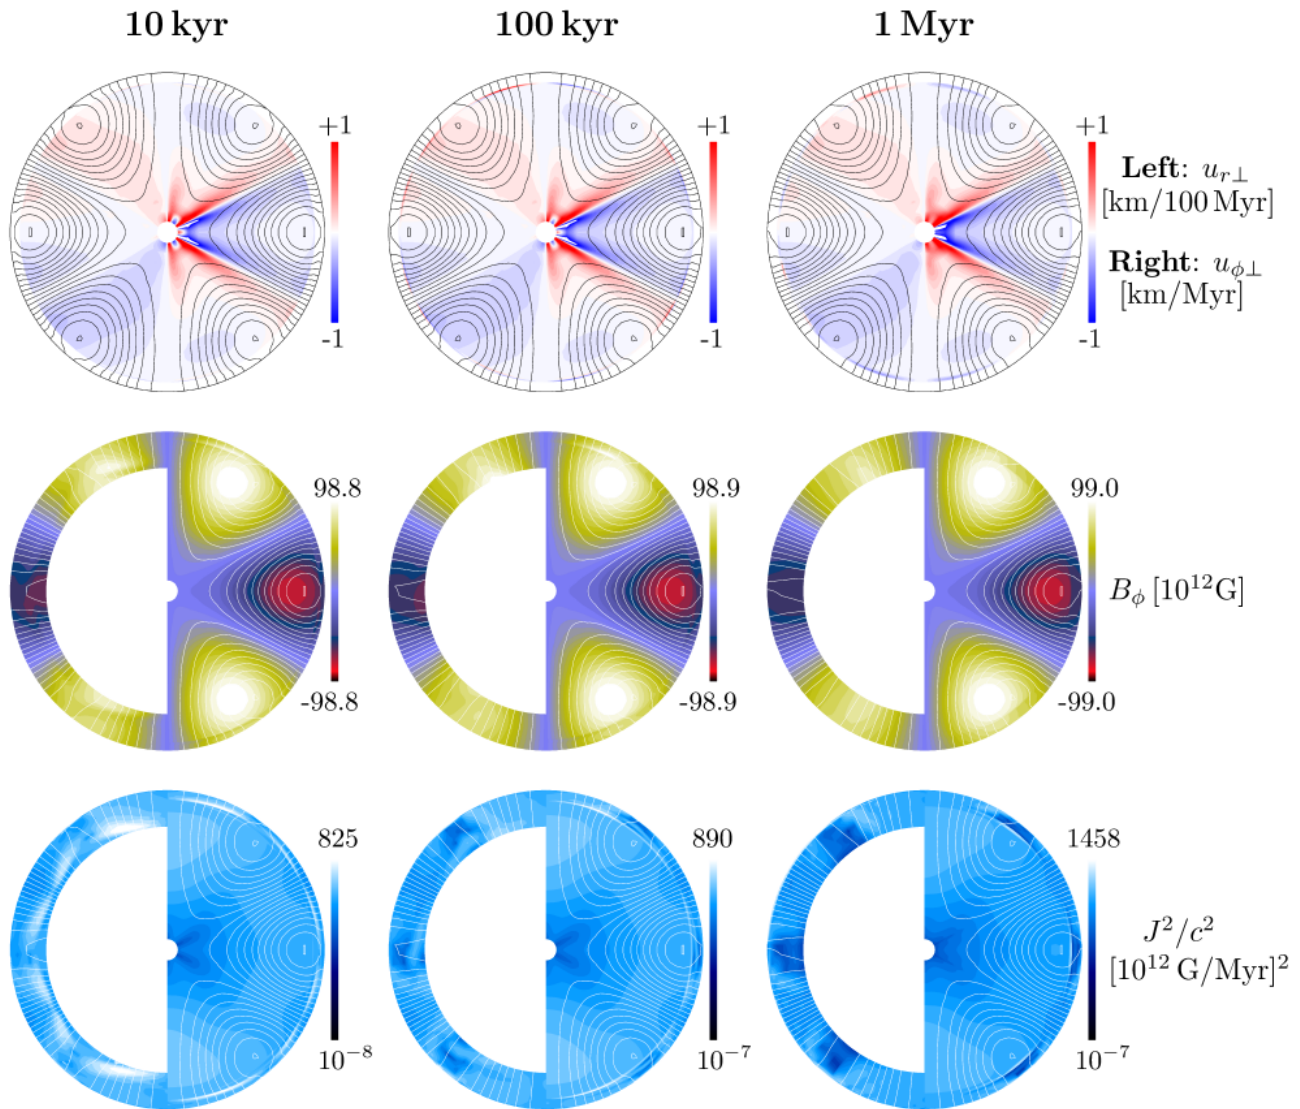 10 kyr 100 kyr 1 Myr
+1 +1 +1
Left: u_{r⊥}
[km/100 Myr]
Right: u_{ϕ⊥}
[km/Myr]
-1 -1 -1
98.8 98.9 99.0
B_ϕ [10^{12}G]
-98.8 -98.9 -99.0
825 890 1458
J^2/c^2
[10^{12} G/Myr]^2
10^{-8} 10^{-7} 10^{-7}